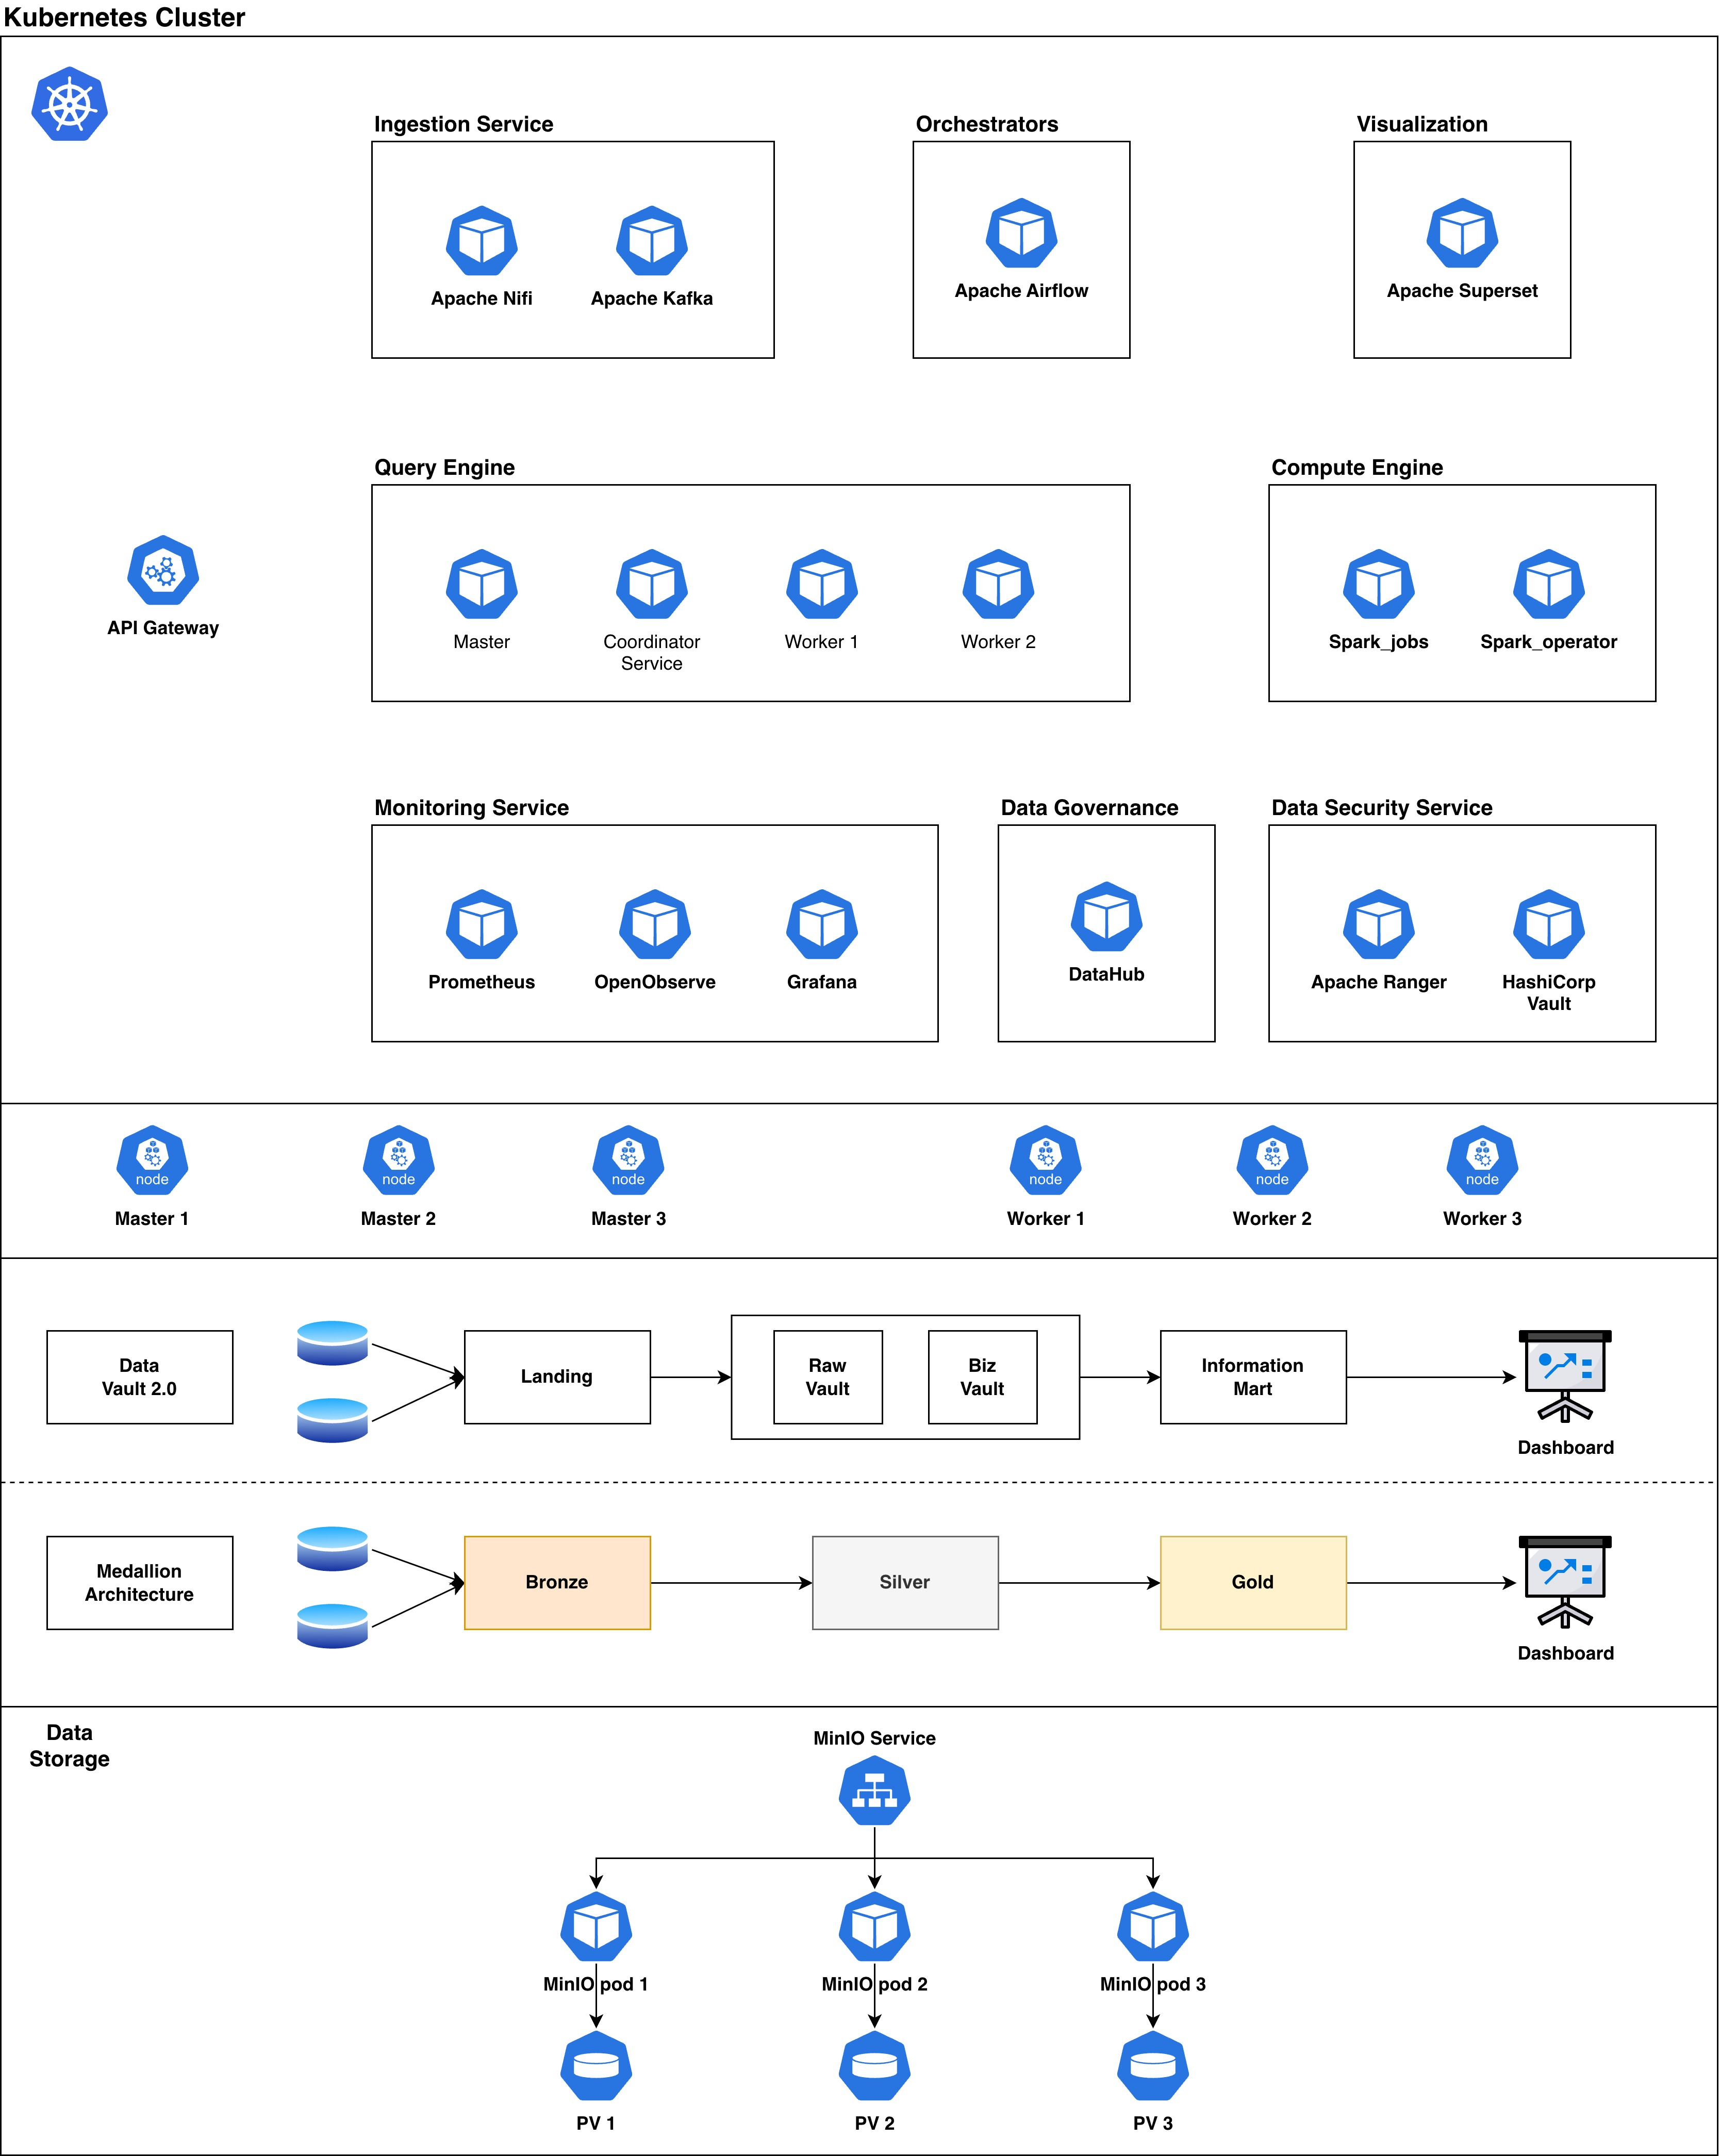 Kubernetes Cluster
Ingestion Service
Orchestrators
Visualization
Apache Nifi
Apache Kafka
Apache Airflow
Apache Superset
Query Engine
Compute Engine
API Gateway
Master
Coordinator
Service
Worker 1
Worker 2
Spark_jobs
Spark_operator
Monitoring Service
Data Governance
Data Security Service
Prometheus
OpenObserve
Grafana
DataHub
Apache Ranger
HashiCorp
Vault
node
node
node
node
node
node
Master 1
Master 2
Master 3
Worker 1
Worker 2
Worker 3
Data
Vault 2.0
Landing
Raw
Vault
Biz
Vault
Information
Mart
Dashboard
Medallion
Architecture
Bronze
Silver
Gold
Dashboard
Data
Storage
MinIO Service
MinIO pod 1
MinIO pod 2
MinIO pod 3
PV 1
PV 2
PV 3